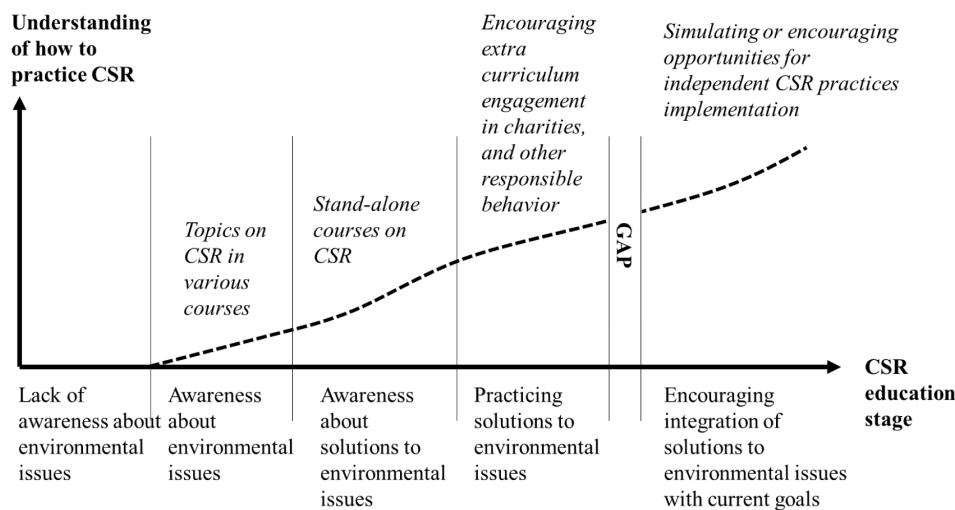 Understanding
of how to
practice CSR
Encouraging
extra
curriculum
engagement
in charities,
and other
responsible
behavior
Simulating or encouraging
opportunities for
independent CSR practices
implementation
Topics on
CSR in
various
courses
Stand-alone
courses on
CSR
GAP
Lack of
awareness about
environmental
issues
Awareness
about
environmental
issues
Awareness
about
solutions to
environmental
issues
Practicing
solutions to
environmental
issues
Encouraging
integration of
solutions to
environmental issues
with current goals
CSR
education
stage